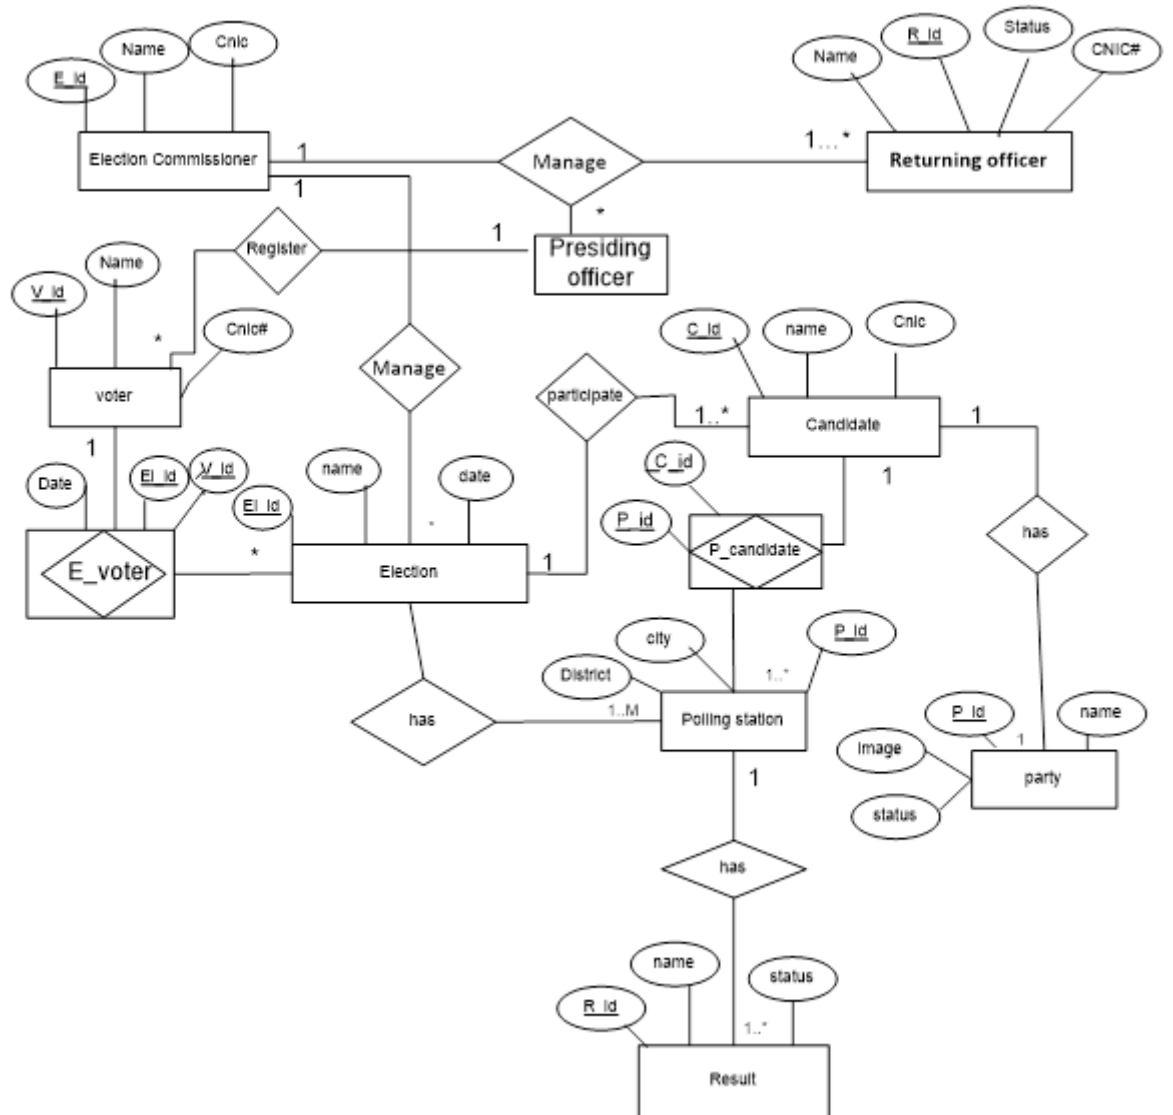 Cnic
Name
E_Id
Election Commissioner
1
1
Status
R_Id
Name
CNIC#
1...*
Returning officer
Manage
*
Presiding
officer
1
Register
*
Name
V_Id
Cnic#
voter
1
Manage
participate
C_Id
name
Cnic
1..*
Candidate
1
1
C_id
P_id
P_candidate
has
Date
El_Id
V_Id
E_voter
*
name
date
El_Id
*
Election
1
has
1..M
city
District
P_Id
1..*
Polling station
1
P_Id
name
Image
1
party
status
has
name
status
R_Id
1..*
Result